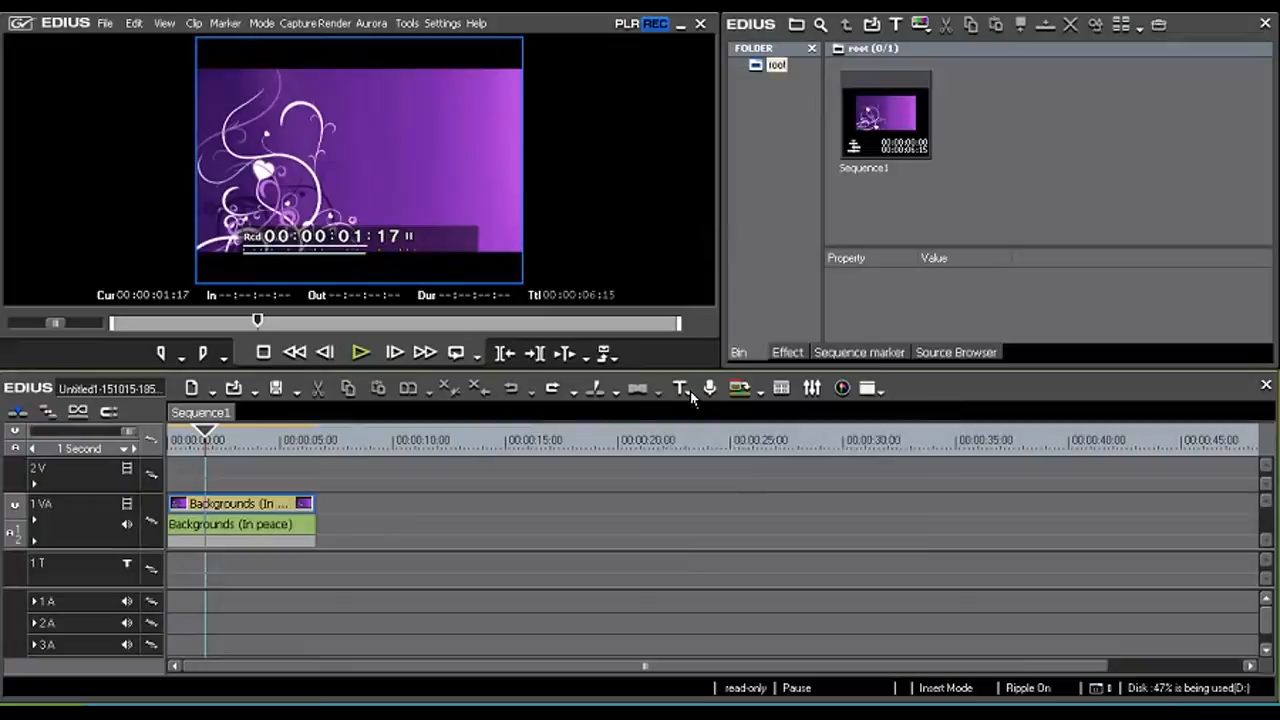 EDIUS File Edit View Clip Marker Mode Capture Render Aurora Tools Settings Help PLR REC
Rcd 00:00:01:17
Cur 00:00:01:17 In --:--:--:-- Out --:--:--:-- Dur --:--:--:-- Ttl 00:00:06:15
EDIUS
FOLDER
root
root (0/1)
00:00:00:00
00:00:06:15
Sequence1
Property Value
Bin Effect Sequence marker Source Browser
EDIUS Untitled1-151015-185...
Sequence1
1 Second
00:00:00:00 00:00:05:00 00:00:10:00 00:00:15:00 00:00:20:00 00:00:25:00 00:00:30:00 00:00:35:00 00:00:40:00 00:00:45:00
2 V
1 VA Backgrounds (In ...
Backgrounds (In peace)
1 T T
1 A
2 A
3 A
read-only Pause Insert Mode Ripple On Disk :47% is being used(D:)